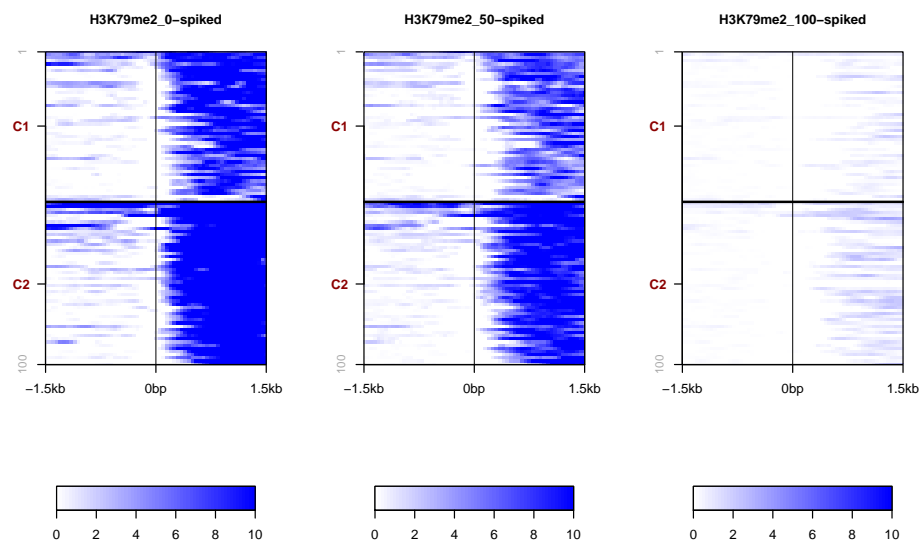 H3K79me2_0−spiked
H3K79me2_50−spiked
H3K79me2_100−spiked
1
1
1
C1
C1
C1
C2
C2
C2
100
100
100
−1.5kb 0bp 1.5kb
−1.5kb 0bp 1.5kb
−1.5kb 0bp 1.5kb
0 2 4 6 8 10
0 2 4 6 8 10
0 2 4 6 8 10